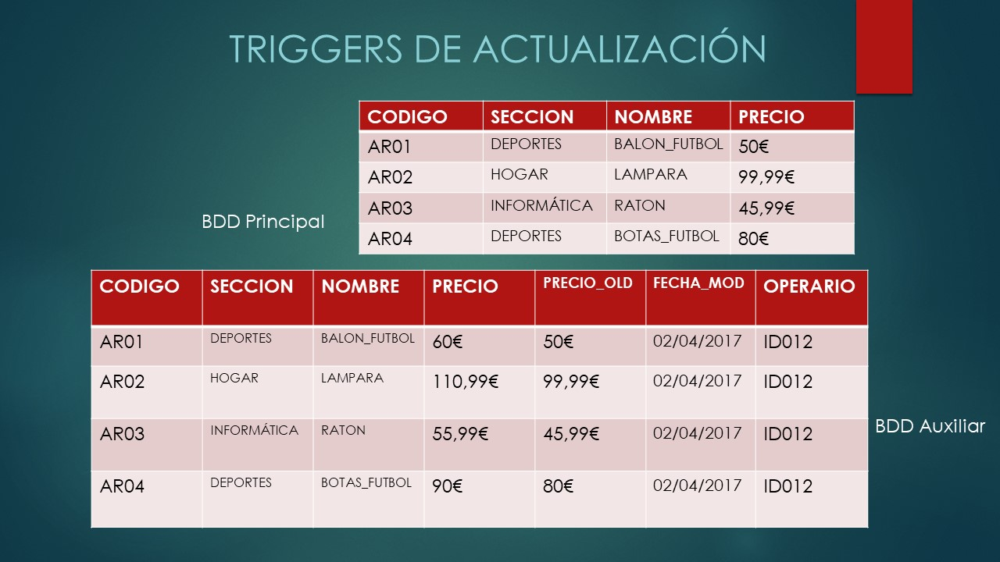 TRIGGERS DE ACTUALIZACIÓN
CODIGO SECCION NOMBRE PRECIO
AR01 DEPORTES BALON_FUTBOL 50€
AR02 HOGAR LAMPARA 99,99€
AR03 INFORMÁTICA RATON 45,99€
AR04 DEPORTES BOTAS_FUTBOL 80€
BDD Principal
CODIGO SECCION NOMBRE PRECIO PRECIO_OLD FECHA_MOD OPERARIO
AR01 DEPORTES BALON_FUTBOL 60€ 50€ 02/04/2017 ID012
AR02 HOGAR LAMPARA 110,99€ 99,99€ 02/04/2017 ID012
AR03 INFORMÁTICA RATON 55,99€ 45,99€ 02/04/2017 ID012
AR04 DEPORTES BOTAS_FUTBOL 90€ 80€ 02/04/2017 ID012
BDD Auxiliar